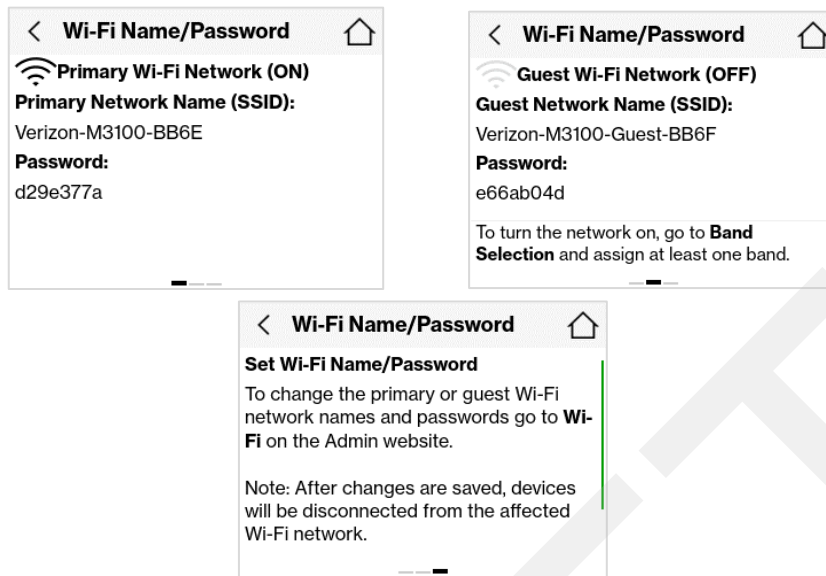 Wi-Fi Name/Password
Primary Wi-Fi Network (ON)
Primary Network Name (SSID):
Verizon-M3100-BB6E
Password:
d29e377a
Wi-Fi Name/Password
Guest Wi-Fi Network (OFF)
Guest Network Name (SSID):
Verizon-M3100-Guest-BB6F
Password:
e66ab04d
To turn the network on, go to Band
Selection and assign at least one band.
Wi-Fi Name/Password
Set Wi-Fi Name/Password
To change the primary or guest Wi-Fi
network names and passwords go to Wi-
Fi on the Admin website.
Note: After changes are saved, devices
will be disconnected from the affected
Wi-Fi network.